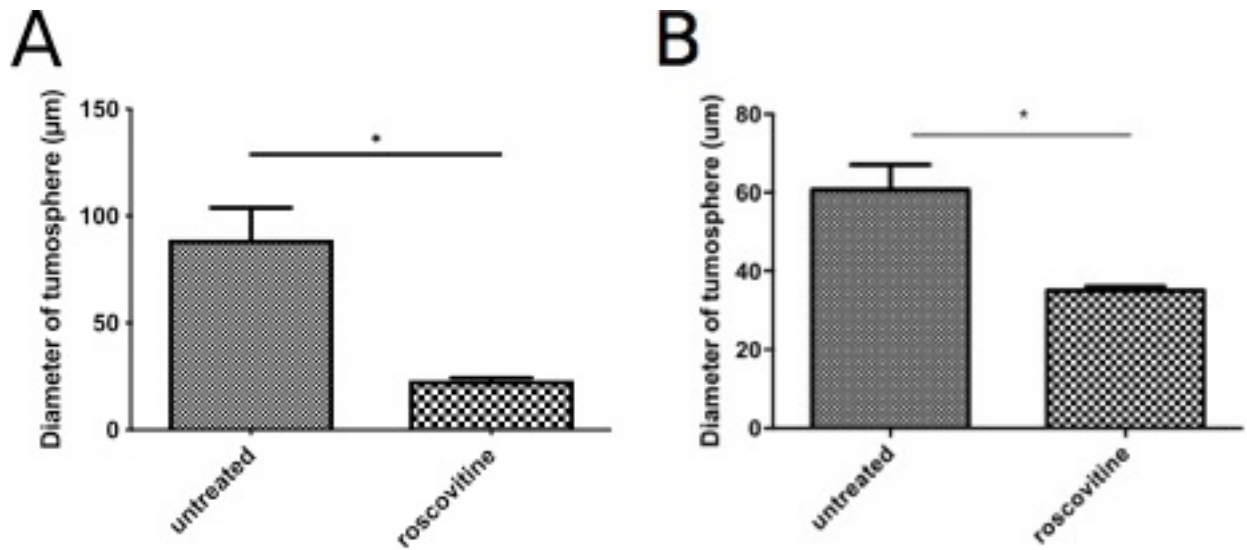 A
Diameter of tumosphere (µm)
150
100
50
0
*
untreated
roscovitine
B
Diameter of tumosphere (um)
80
60
40
20
0
*
untreated
roscovitine